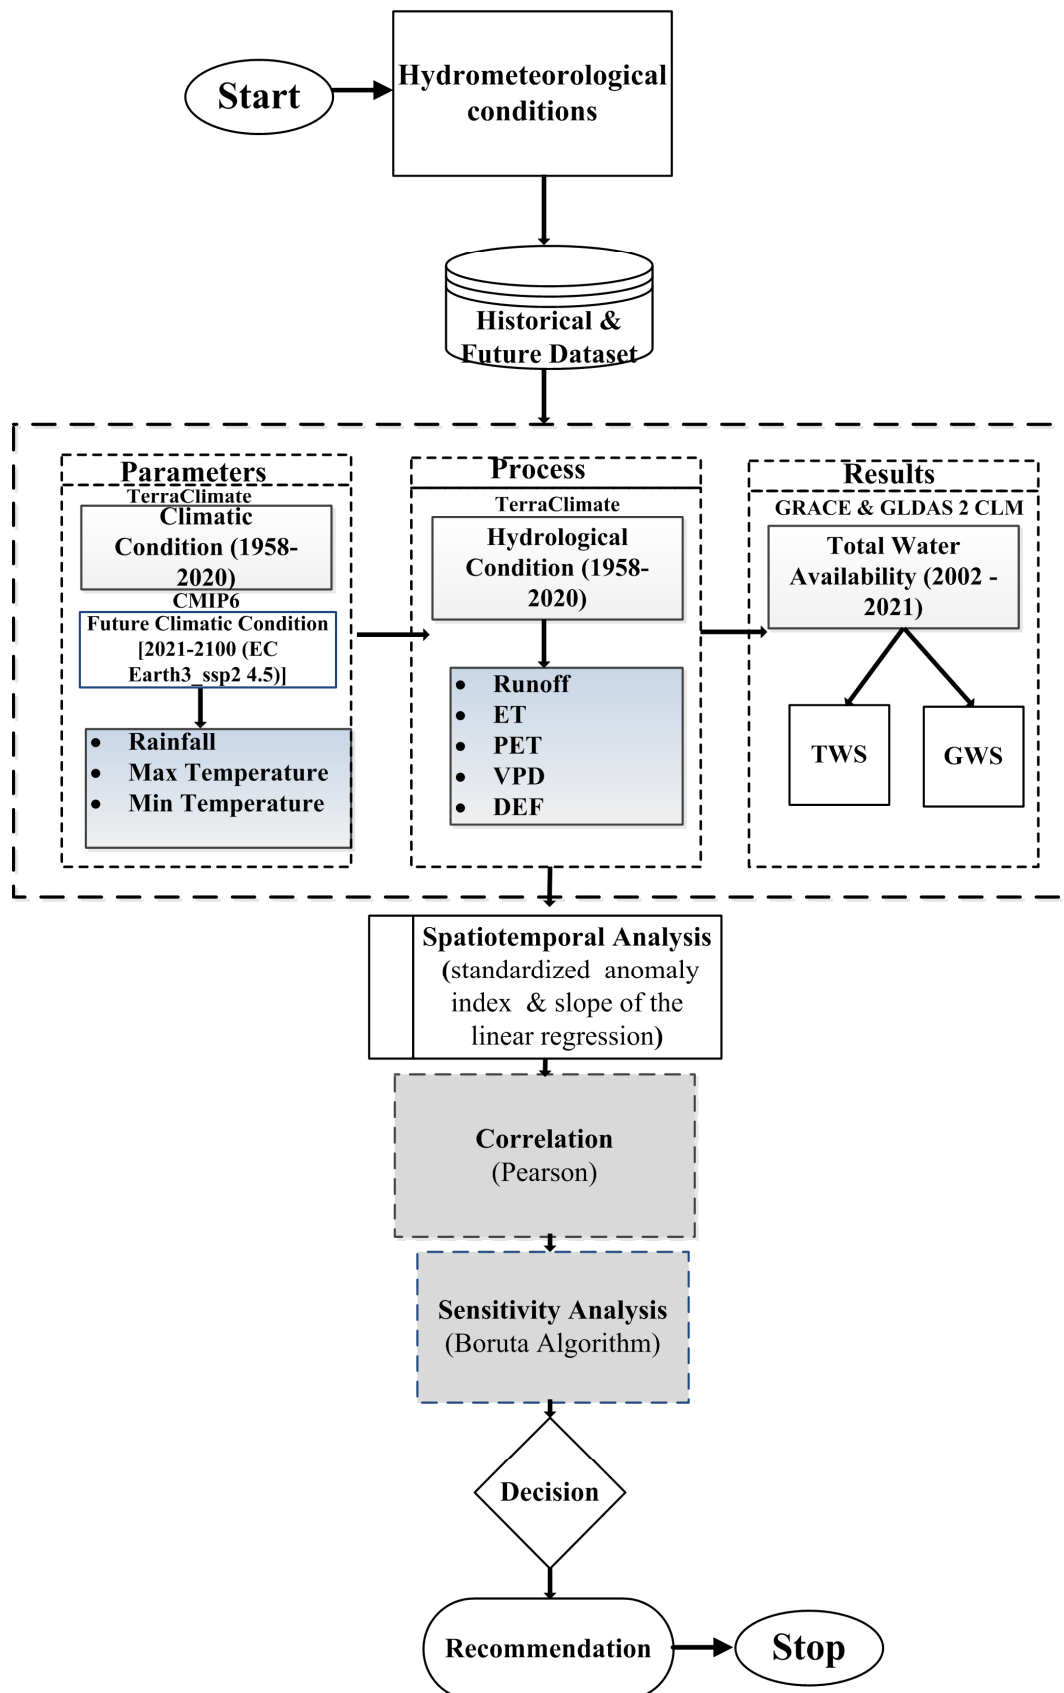 Start
Hydrometeorological
conditions
Historical &
Future Dataset
Parameters
TerraClimate
Climatic
Condition (1958-
2020)
CMIP6
Future Climatic Condition
[2021-2100 (EC
Earth3_ssp2 4.5)]
• Rainfall
• Max Temperature
• Min Temperature
Process
TerraClimate
Hydrological
Condition (1958-
2020)
• Runoff
• ET
• PET
• VPD
• DEF
Results
GRACE & GLDAS 2 CLM
Total Water
Availability (2002 -
2021)
TWS
GWS
Spatiotemporal Analysis
(standardized anomaly
index & slope of the
linear regression)
Correlation
(Pearson)
Sensitivity Analysis
(Boruta Algorithm)
Decision
Recommendation
Stop